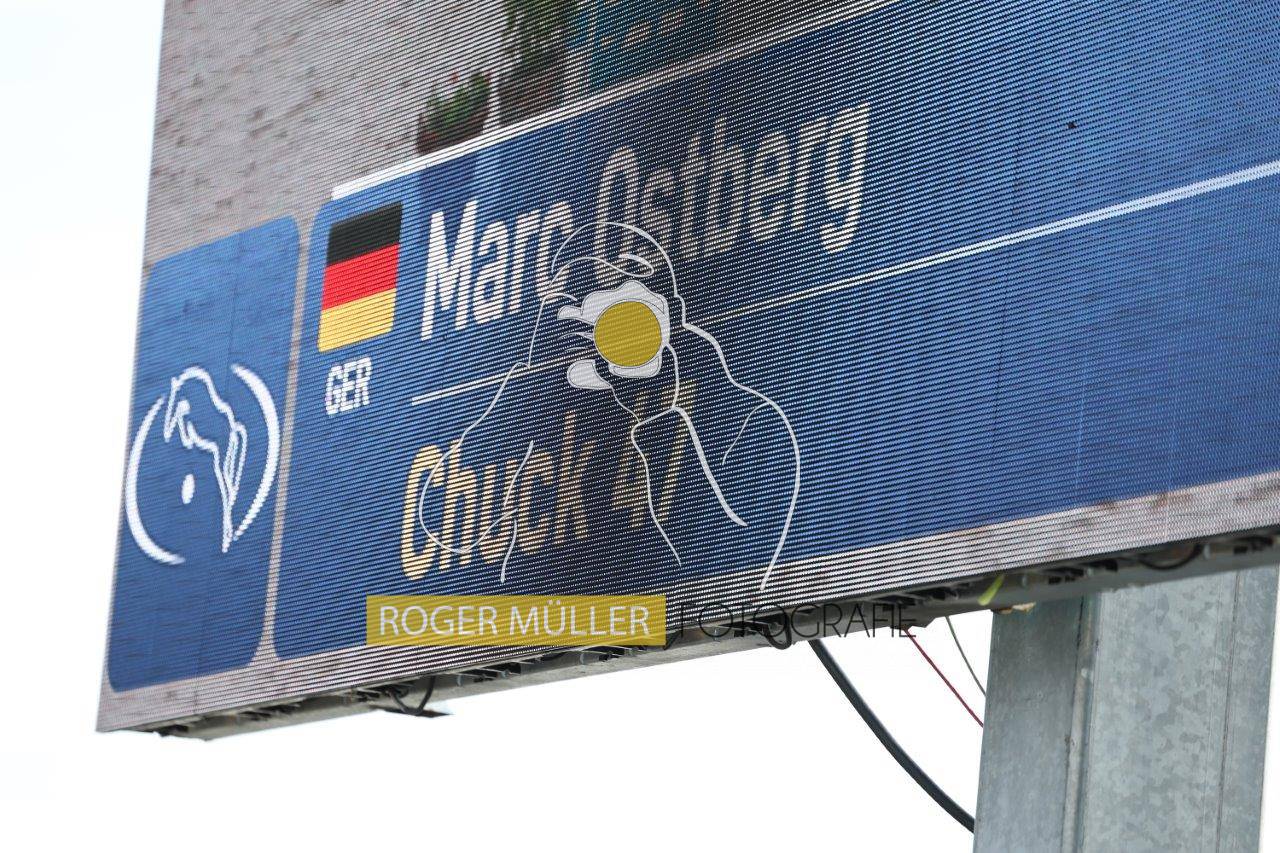 Marc Ostberg
GER
Chuck 47
ROGER MÜLLER FOTOGRAFIE